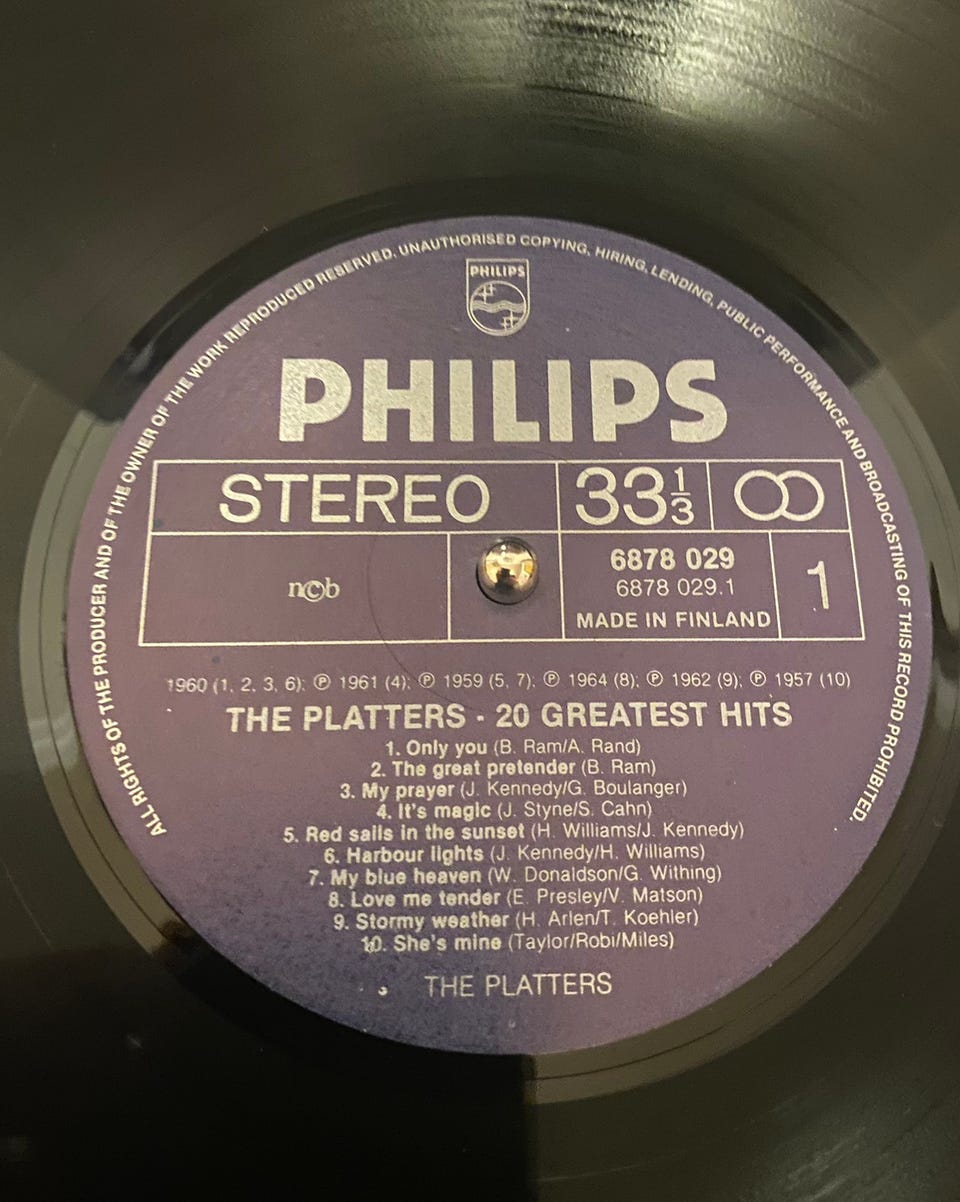 ALL RIGHTS OF THE PRODUCER AND OF THE OWNER OF THE WORK REPRODUCED RESERVED. UNAUTHORISED COPYING, HIRING, LENDING, PUBLIC PERFORMANCE AND BROADCASTING OF THIS RECORD PROHIBITED.
PHILIPS
PHILIPS
STEREO 33 1/3
n©b
6878 029
6878 029.1
MADE IN FINLAND
1
1960 (1, 2, 3, 6); ℗ 1961 (4); ℗ 1959 (5, 7); ℗ 1964 (8); ℗ 1962 (9); ℗ 1957 (10)
THE PLATTERS · 20 GREATEST HITS
1. Only you (B. Ram/A. Rand)
2. The great pretender (B. Ram)
3. My prayer (J. Kennedy/G. Boulanger)
4. It's magic (J. Styne/S. Cahn)
5. Red sails in the sunset (H. Williams/J. Kennedy)
6. Harbour lights (J. Kennedy/H. Williams)
7. My blue heaven (W. Donaldson/G. Withing)
8. Love me tender (E. Presley/V. Matson)
9. Stormy weather (H. Arlen/T. Koehler)
10. She's mine (Taylor/Robi/Miles)
THE PLATTERS